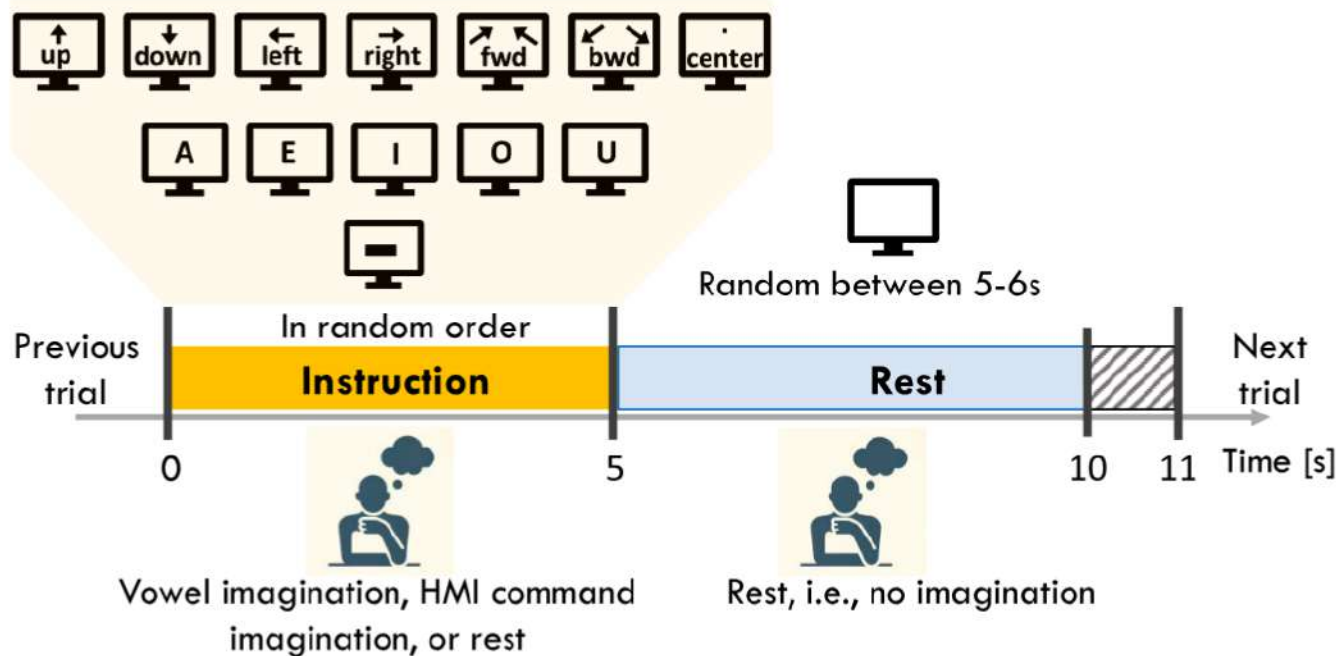 up down left right fwd bwd center
A E I O U
Random between 5-6s
In random order
Previous trial
Instruction
Rest
Next trial
0 5 10 11 Time [s]
Vowel imagination, HMI command imagination, or rest
Rest, i.e., no imagination